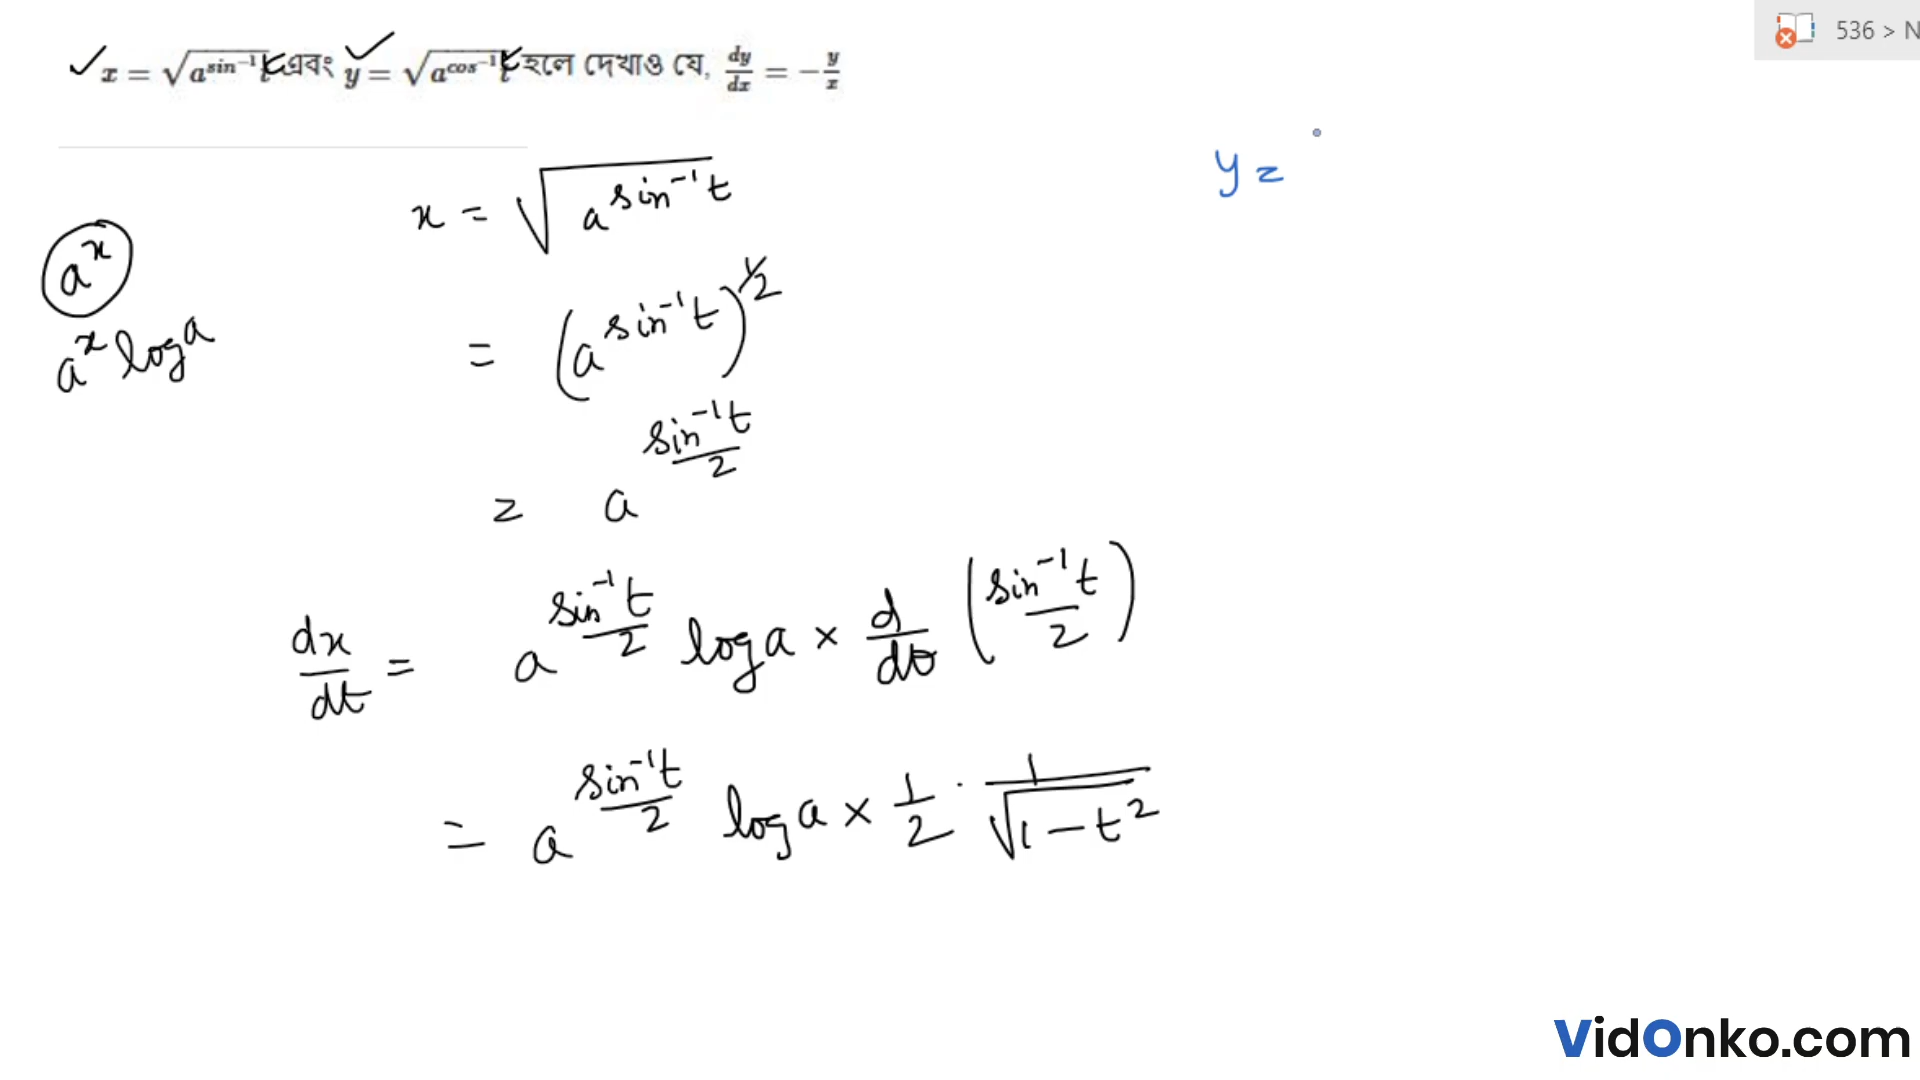 536 > N
x = √(a^{sin⁻¹t}) এবং y = √(a^{cos⁻¹t}) হলে দেখাও যে, dy/dx = −y/x
y =
x = √(a^{sin⁻¹t})
a^x
= (a^{sin⁻¹t})^{1/2}
a^x log a
= a^{sin⁻¹t/2}
dx/dt = a^{sin⁻¹t/2} log a × d/dt (sin⁻¹t/2)
= a^{sin⁻¹t/2} log a × 1/2 · 1/√(1−t²)
VidOnko.com